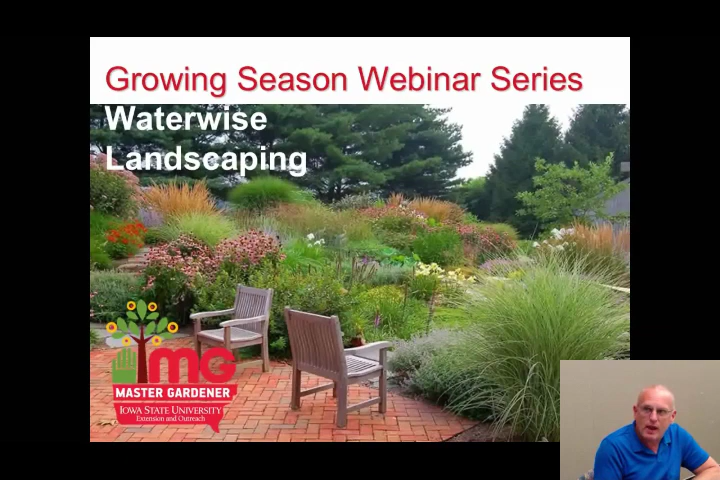 Growing Season Webinar Series
Waterwise
Landscaping
MG
MASTER GARDENER
IOWA STATE UNIVERSITY
Extension and Outreach